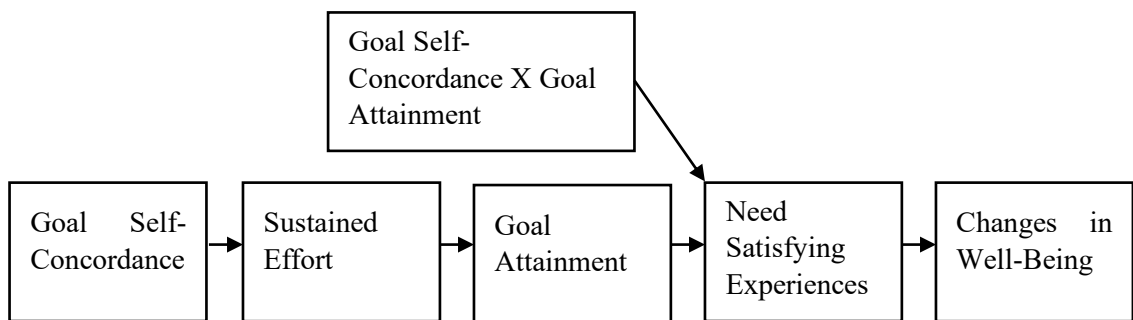 Goal Self-
Concordance X Goal
Attainment
Goal Self-
Concordance
Sustained
Effort
Goal
Attainment
Need
Satisfying
Experiences
Changes in
Well-Being